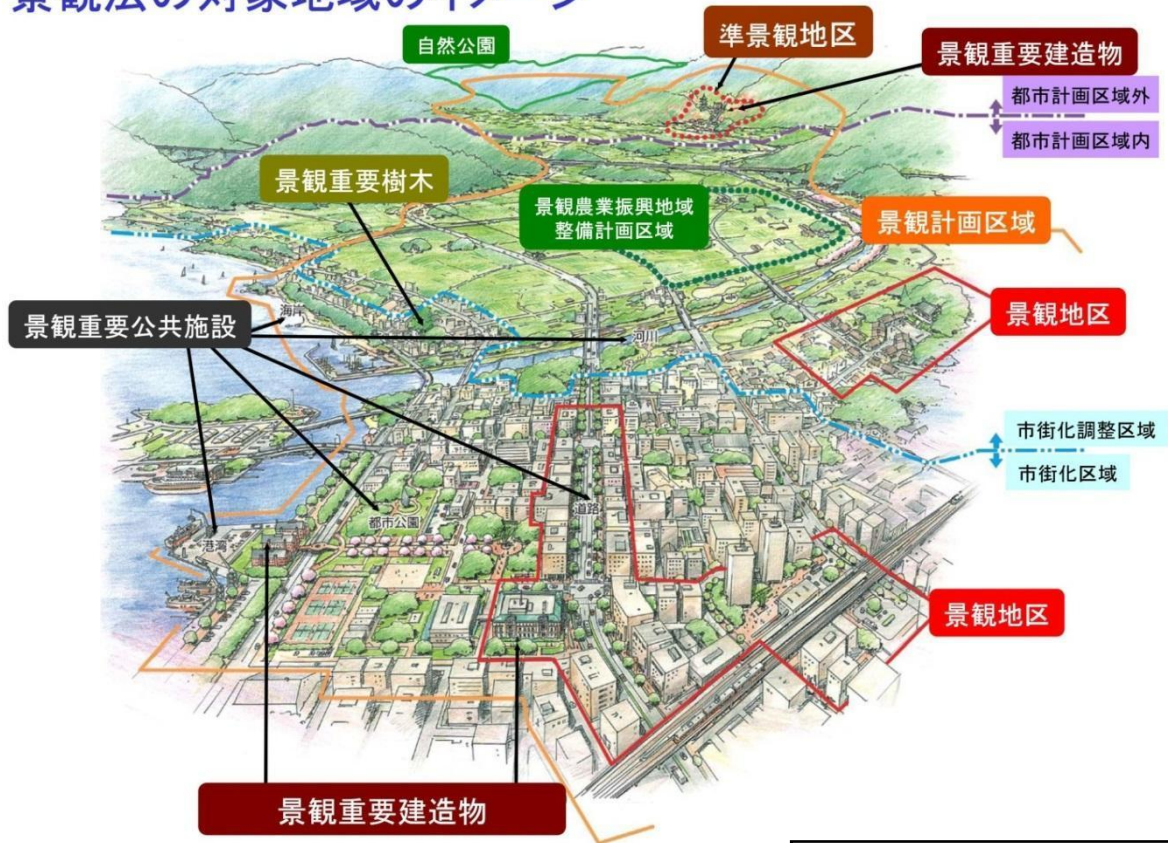 景観法の対象地域のイメージ
自然公園
準景観地区
景観重要建造物
都市計画区域外
都市計画区域内
景観重要樹木
景観農業振興地域
整備計画区域
景観計画区域
景観地区
海岸
景観重要公共施設
河川
市街化調整区域
市街化区域
道路
都市公園
港湾
景観地区
景観重要建造物